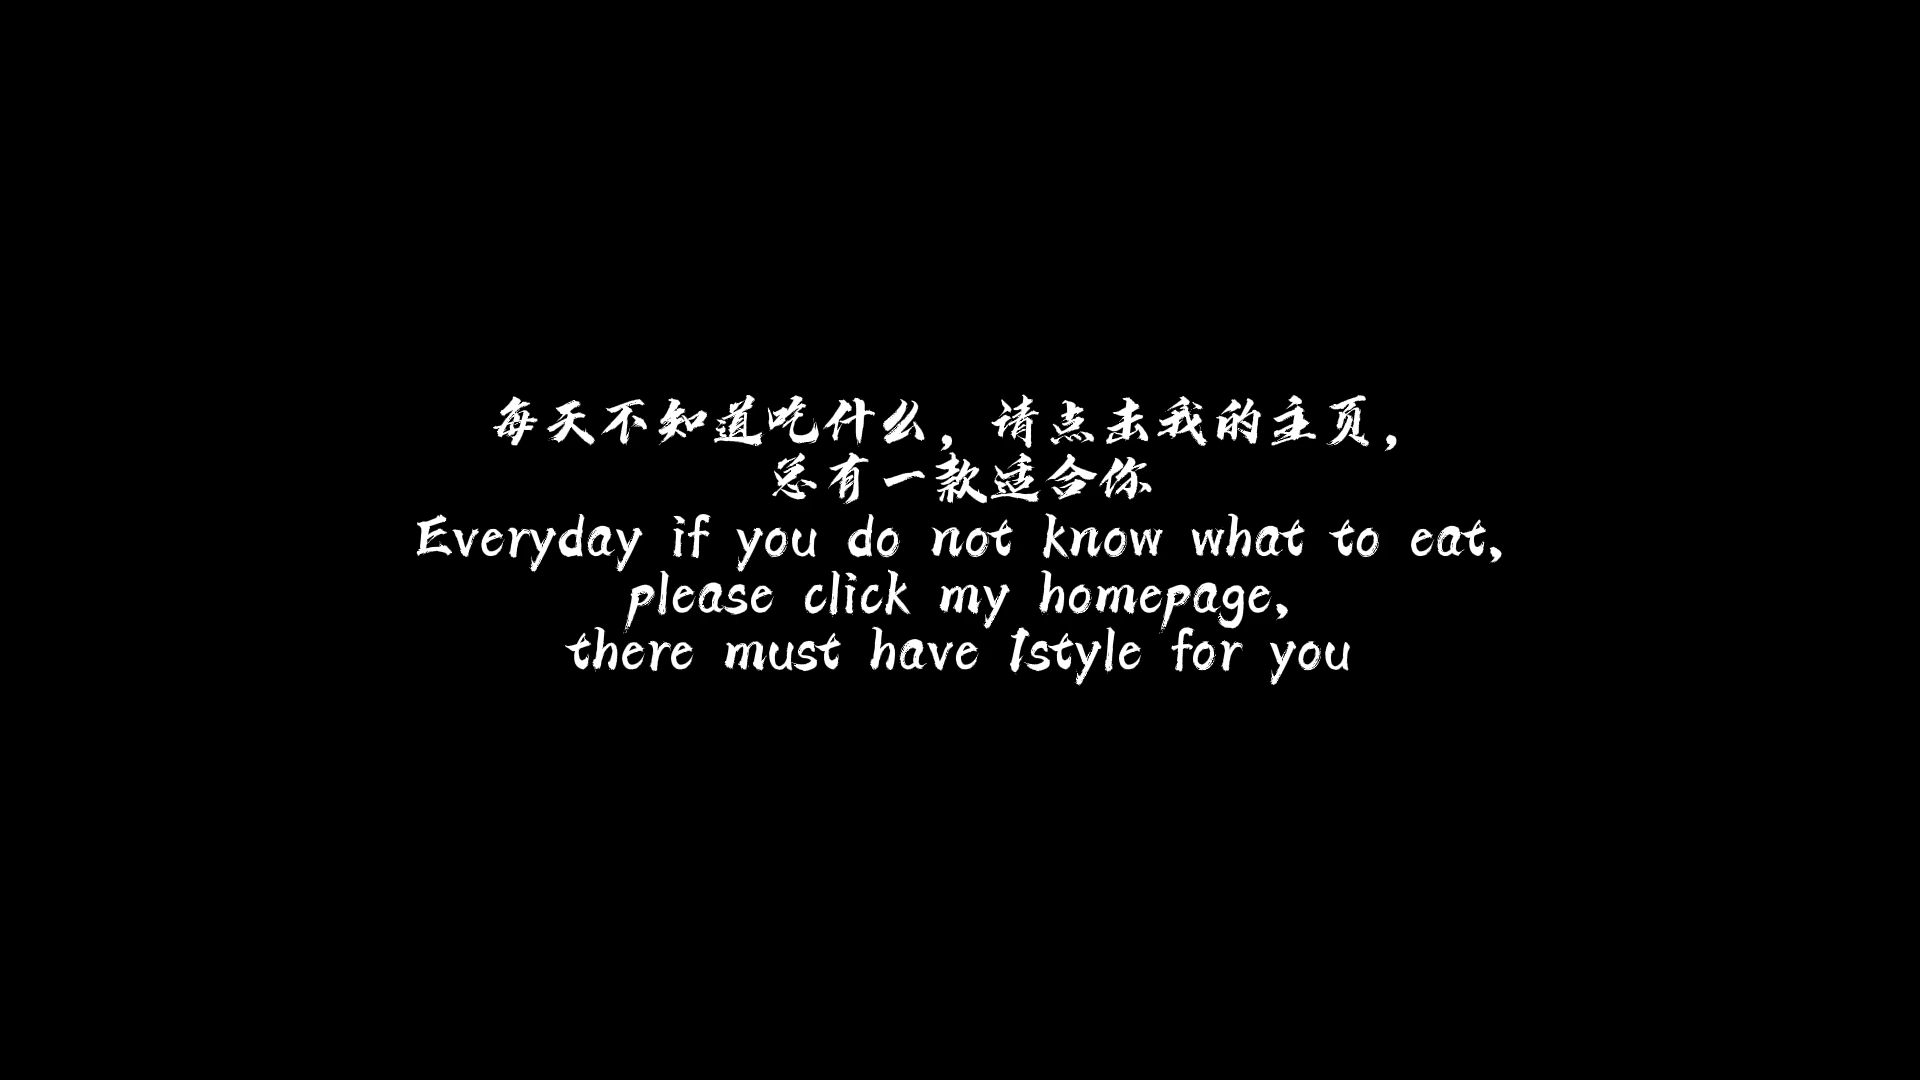 每天不知道吃什么，请点击我的主页，
总有一款适合你
Everyday if you do not know what to eat,
please click my homepage,
there must have 1style for you